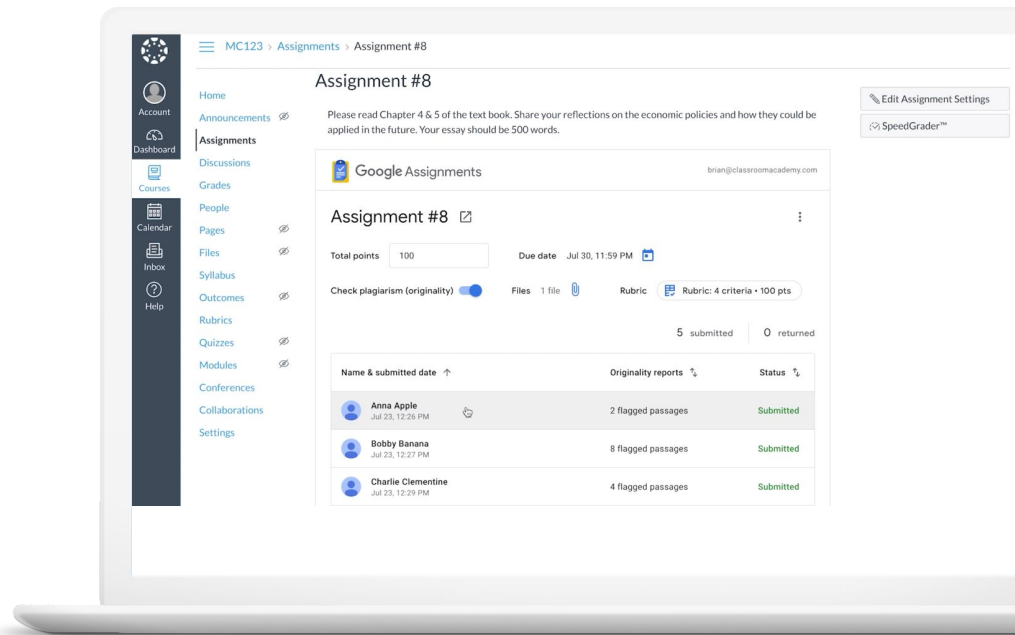 MC123 > Assignments > Assignment #8
Account
Dashboard
Courses
Calendar
Inbox
Help
Home
Announcements
Assignments
Discussions
Grades
People
Pages
Files
Syllabus
Outcomes
Rubrics
Quizzes
Modules
Conferences
Collaborations
Settings
Assignment #8
Please read Chapter 4 & 5 of the text book. Share your reflections on the economic policies and how they could be
applied in the future. Your essay should be 500 words.
Edit Assignment Settings
SpeedGrader™
Google Assignments brian@classroomacademy.com
Assignment #8
Total points 100 Due date Jul 30, 11:59 PM
Check plagiarism (originality) Files 1 file Rubric Rubric: 4 criteria • 100 pts
5 submitted 0 returned
Name & submitted date Originality reports Status
Anna Apple
Jul 23, 12:26 PM
2 flagged passages Submitted
Bobby Banana
Jul 23, 12:27 PM
8 flagged passages Submitted
Charlie Clementine
Jul 23, 12:29 PM
4 flagged passages Submitted